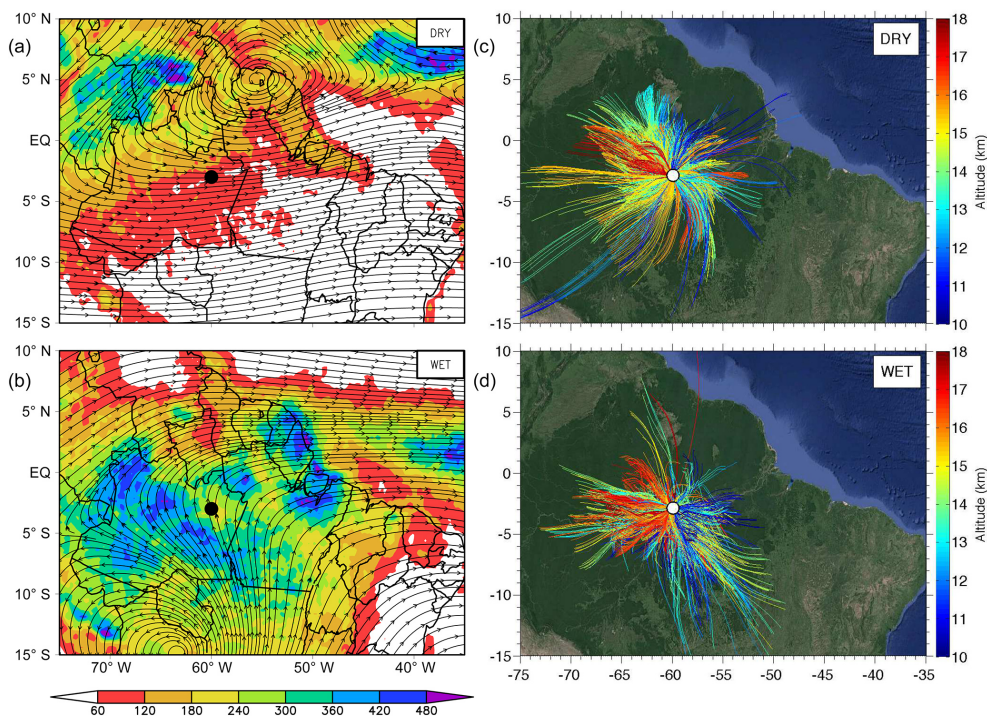 (a)
DRY
10° N
5° N
EQ
5° S
10° S
15° S
(c)
DRY
10
5
0
-5
-10
-15
18
17
16
15
14
13
12
11
10
Altitude (km)
(b)
WET
10° N
5° N
EQ
5° S
10° S
15° S
70° W 60° W 50° W 40° W
60 120 180 240 300 360 420 480
(d)
WET
10
5
0
-5
-10
-15
-75 -70 -65 -60 -55 -50 -45 -40 -35
18
17
16
15
14
13
12
11
10
Altitude (km)